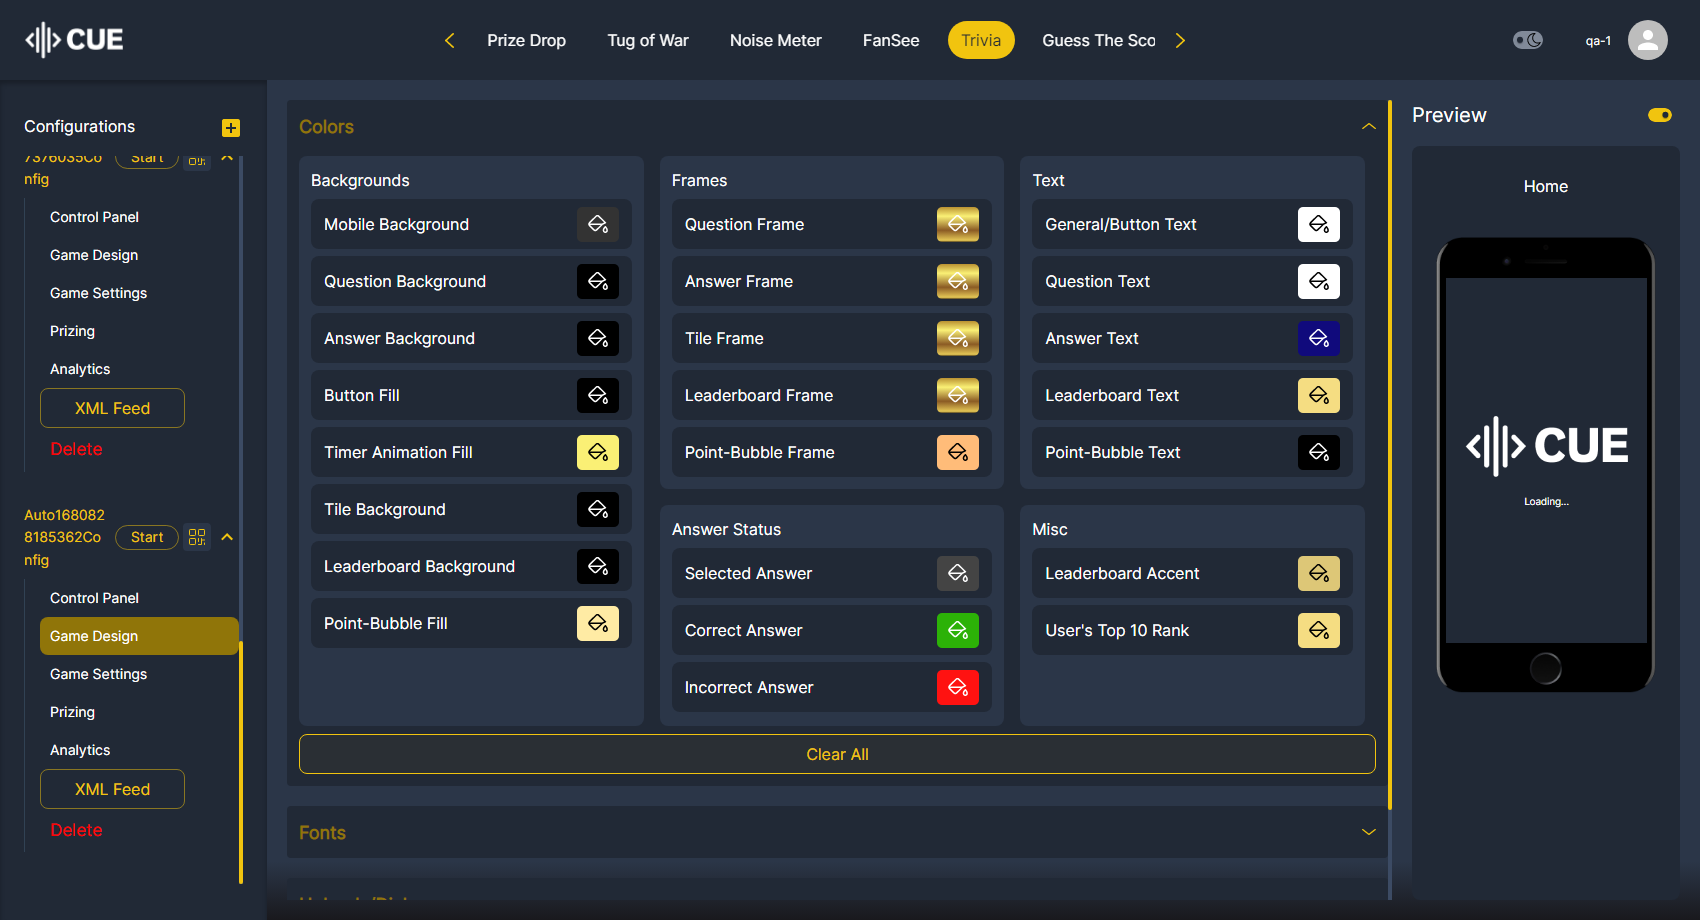 CUE
Prize Drop
Tug of War
Noise Meter
FanSee
Trivia
Guess The Sco
qa-1
Configurations
7376035Co
nfig
Start
Control Panel
Game Design
Game Settings
Prizing
Analytics
XML Feed
Delete
Auto168082
8185362Co
nfig
Start
Control Panel
Game Design
Game Settings
Prizing
Analytics
XML Feed
Delete
Colors
Backgrounds
Mobile Background
Question Background
Answer Background
Button Fill
Timer Animation Fill
Tile Background
Leaderboard Background
Point-Bubble Fill
Frames
Question Frame
Answer Frame
Tile Frame
Leaderboard Frame
Point-Bubble Frame
Text
General/Button Text
Question Text
Answer Text
Leaderboard Text
Point-Bubble Text
Answer Status
Selected Answer
Correct Answer
Incorrect Answer
Misc
Leaderboard Accent
User's Top 10 Rank
Clear All
Fonts
Preview
Home
CUE
Loading...